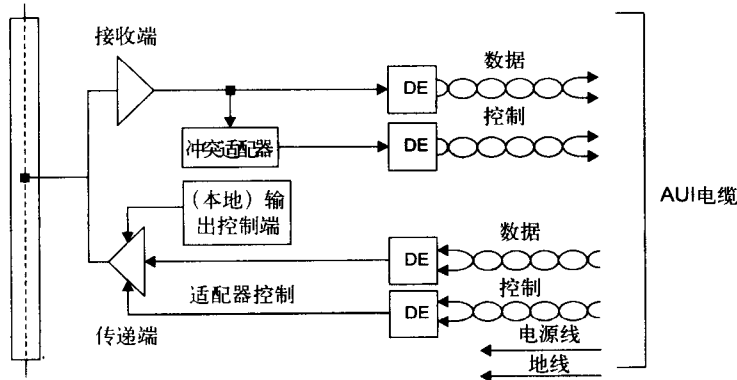 接收端
DE
数据
控制
冲突适配器
DE
AUI电缆
(本地)输
出控制端
数据
DE
控制
适配器控制
DE
传递端
电源线
地线